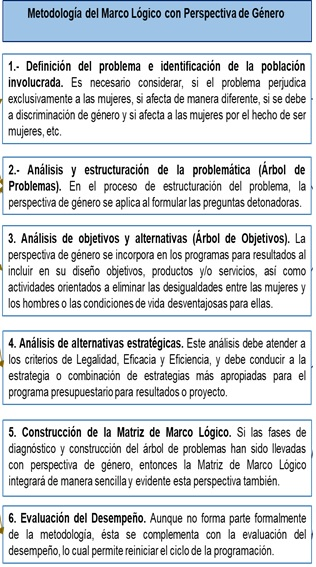 Metodología del Marco Lógico con Perspectiva de Género
1.- Definición del problema e identificación de la población
involucrada. Es necesario considerar, si el problema perjudica
exclusivamente a las mujeres, si afecta de manera diferente, si se debe
a discriminación de género y si afecta a las mujeres por el hecho de ser
mujeres, etc.
2.- Análisis y estructuración de la problemática (Árbol de
Problemas). En el proceso de estructuración del problema, la
perspectiva de género se aplica al formular las preguntas detonadoras.
3. Análisis de objetivos y alternativas (Árbol de Objetivos). La
perspectiva de género se incorpora en los programas para resultados al
incluir en su diseño objetivos, productos y/o servicios, así como
actividades orientados a eliminar las desigualdades entre las mujeres y
los hombres o las condiciones de vida desventajosas para ellas.
4. Análisis de alternativas estratégicas. Este análisis debe atender a
los criterios de Legalidad, Eficacia y Eficiencia, y debe conducir a la
estrategia o combinación de estrategias más apropiadas para el
programa presupuestario para resultados o proyecto.
5. Construcción de la Matriz de Marco Lógico. Si las fases de
diagnóstico y construcción del árbol de problemas han sido llevadas
con perspectiva de género, entonces la Matriz de Marco Lógico
integrará de manera sencilla y evidente esta perspectiva también.
6. Evaluación del Desempeño. Aunque no forma parte formalmente
de la metodología, ésta se complementa con la evaluación del
desempeño, lo cual permite reiniciar el ciclo de la programación.